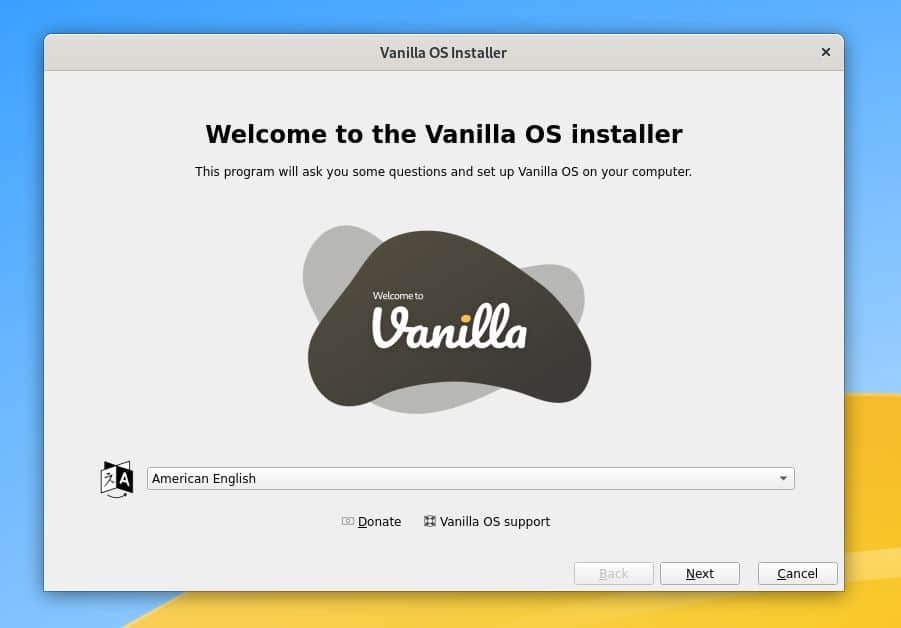 Vanilla OS Installer
Welcome to the Vanilla OS installer
This program will ask you some questions and set up Vanilla OS on your computer.
Welcome to
Vanilla
American English
Donate Vanilla OS support
Back Next Cancel